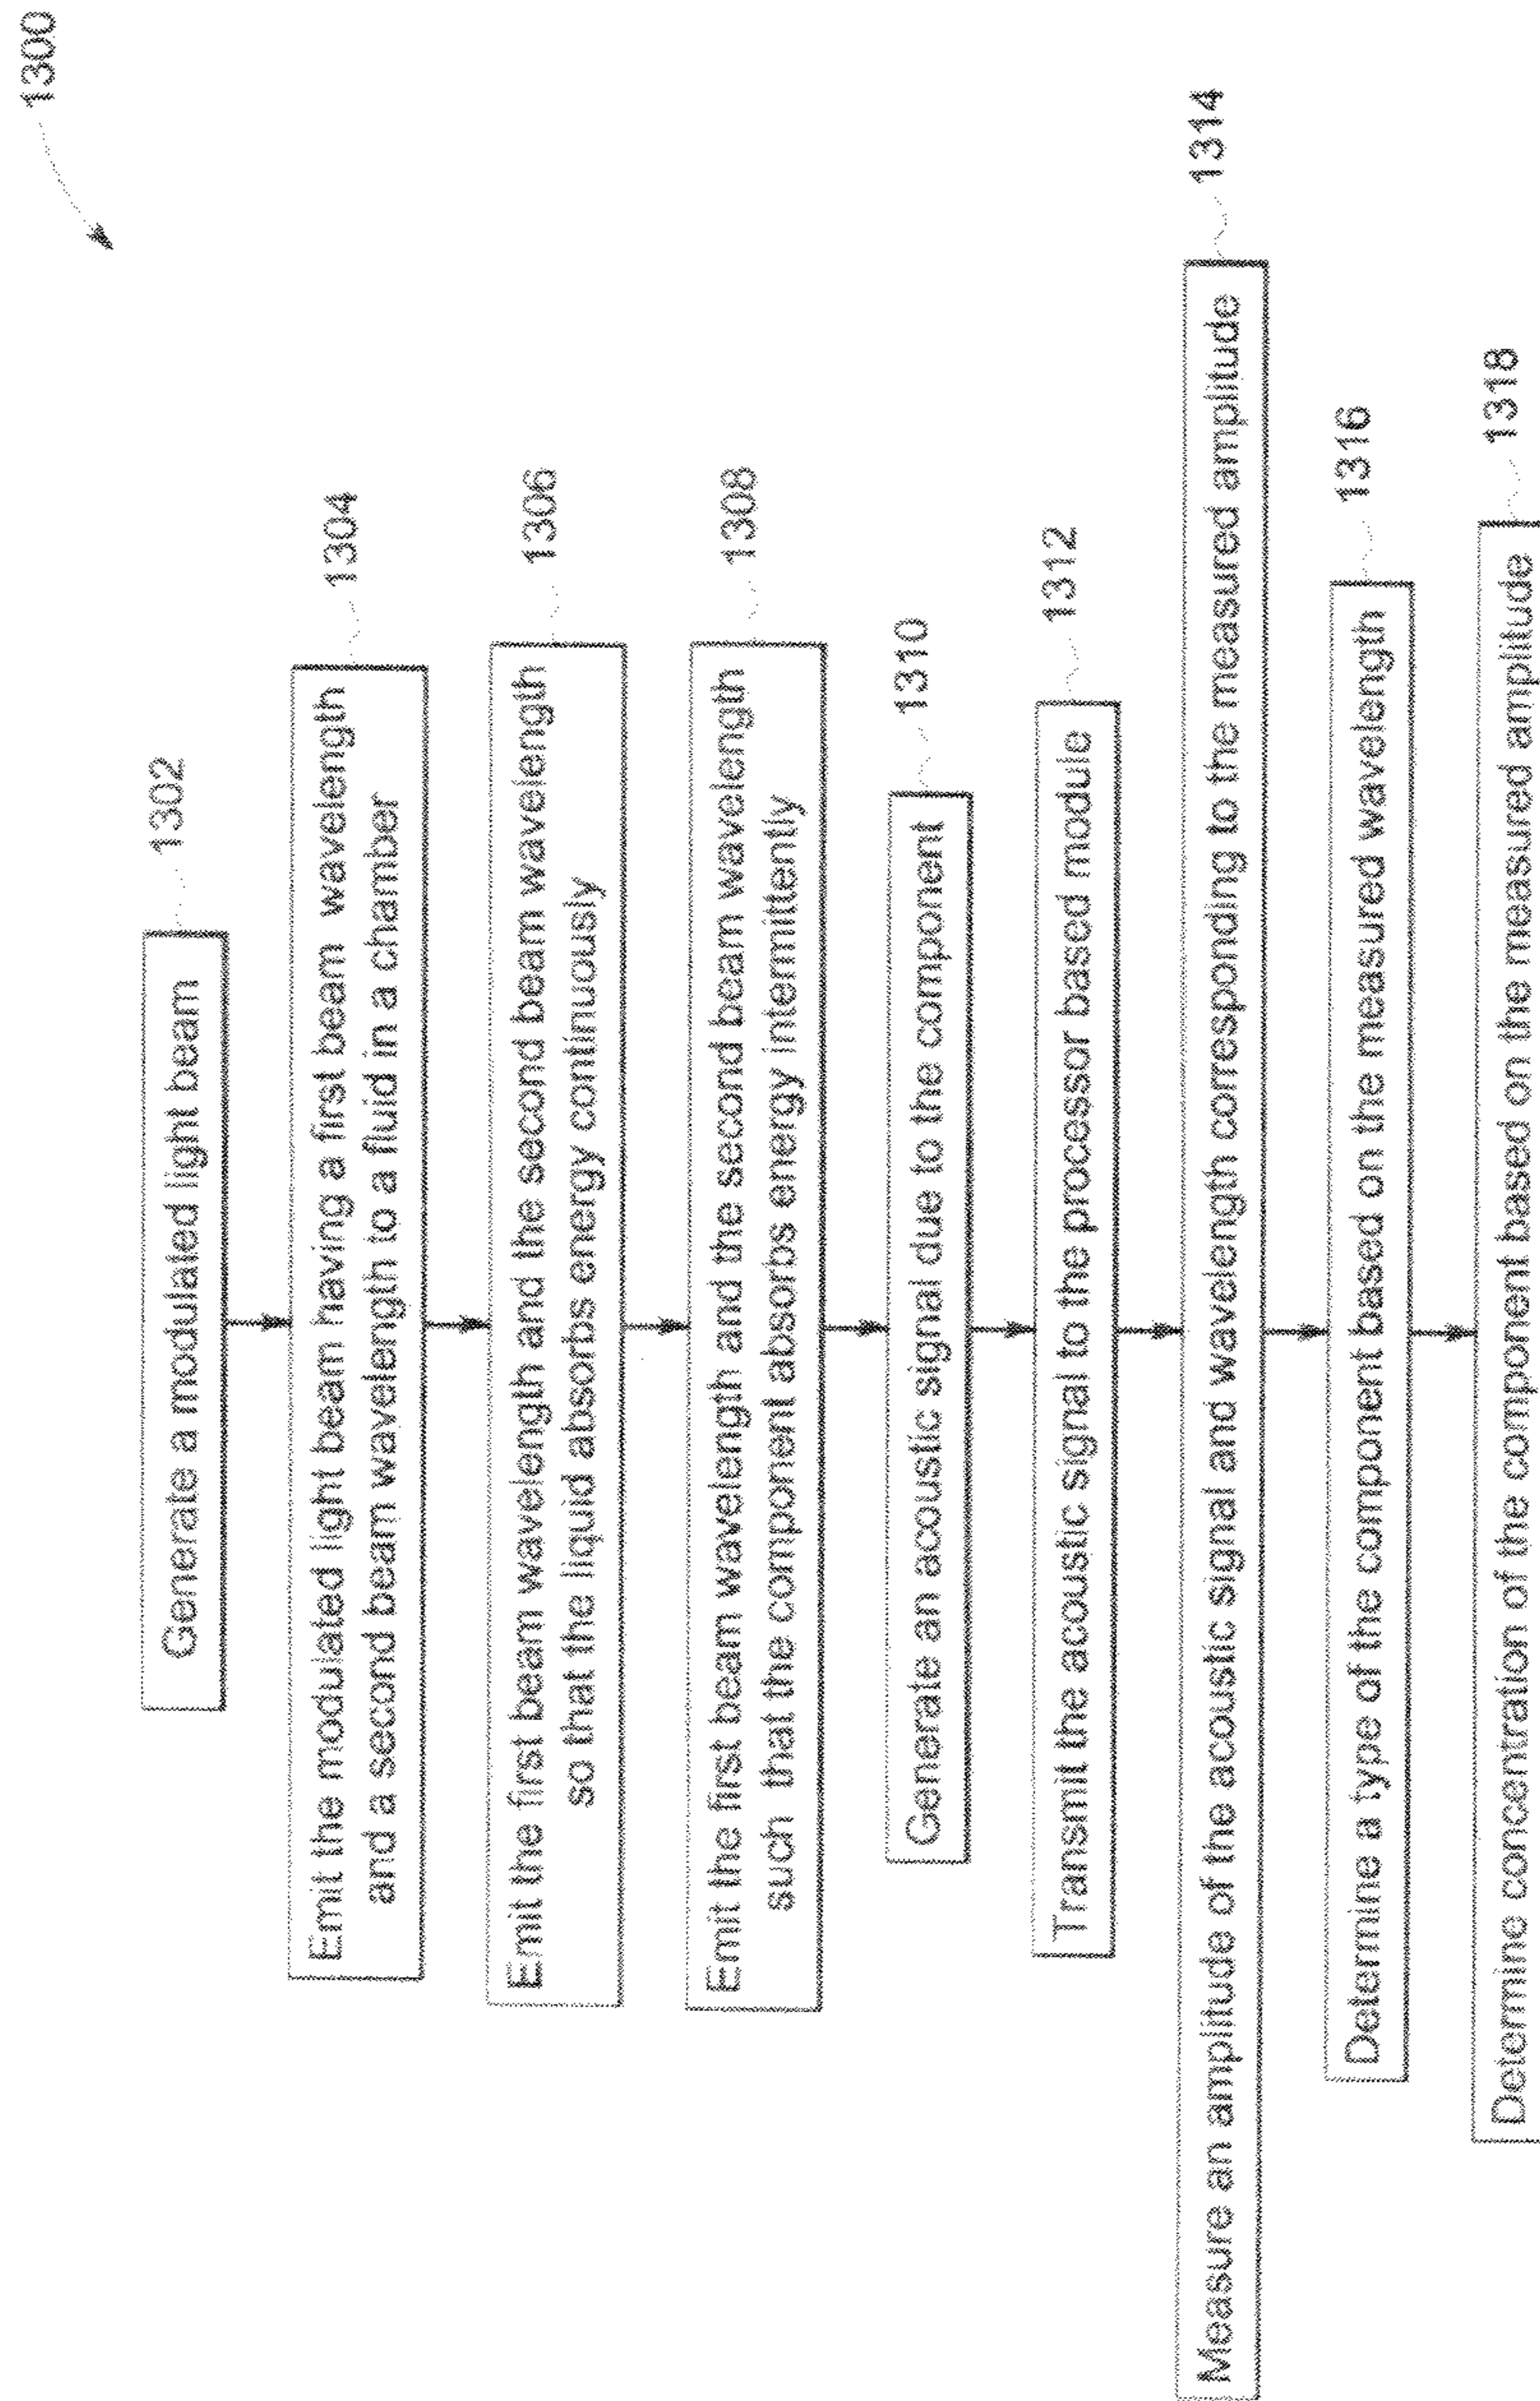 1300
Generate a modulated light beam
1302
Emit the modulated light beam having a first beam wavelength
and a second beam wavelength to a fluid in a chamber
1304
Emit the first beam wavelength and the second beam wavelength
so that the liquid absorbs energy continuously
1306
Emit the first beam wavelength and the second beam wavelength
such that the component absorbs energy intermittently
1308
Generate an acoustic signal due to the component
1310
Transmit the acoustic signal to the processor based module
1312
Measure an amplitude of the acoustic signal and wavelength corresponding to the measured amplitude
1314
Determine a type of the component based on the measured wavelength
1316
Determine concentration of the component based on the measured amplitude
1318